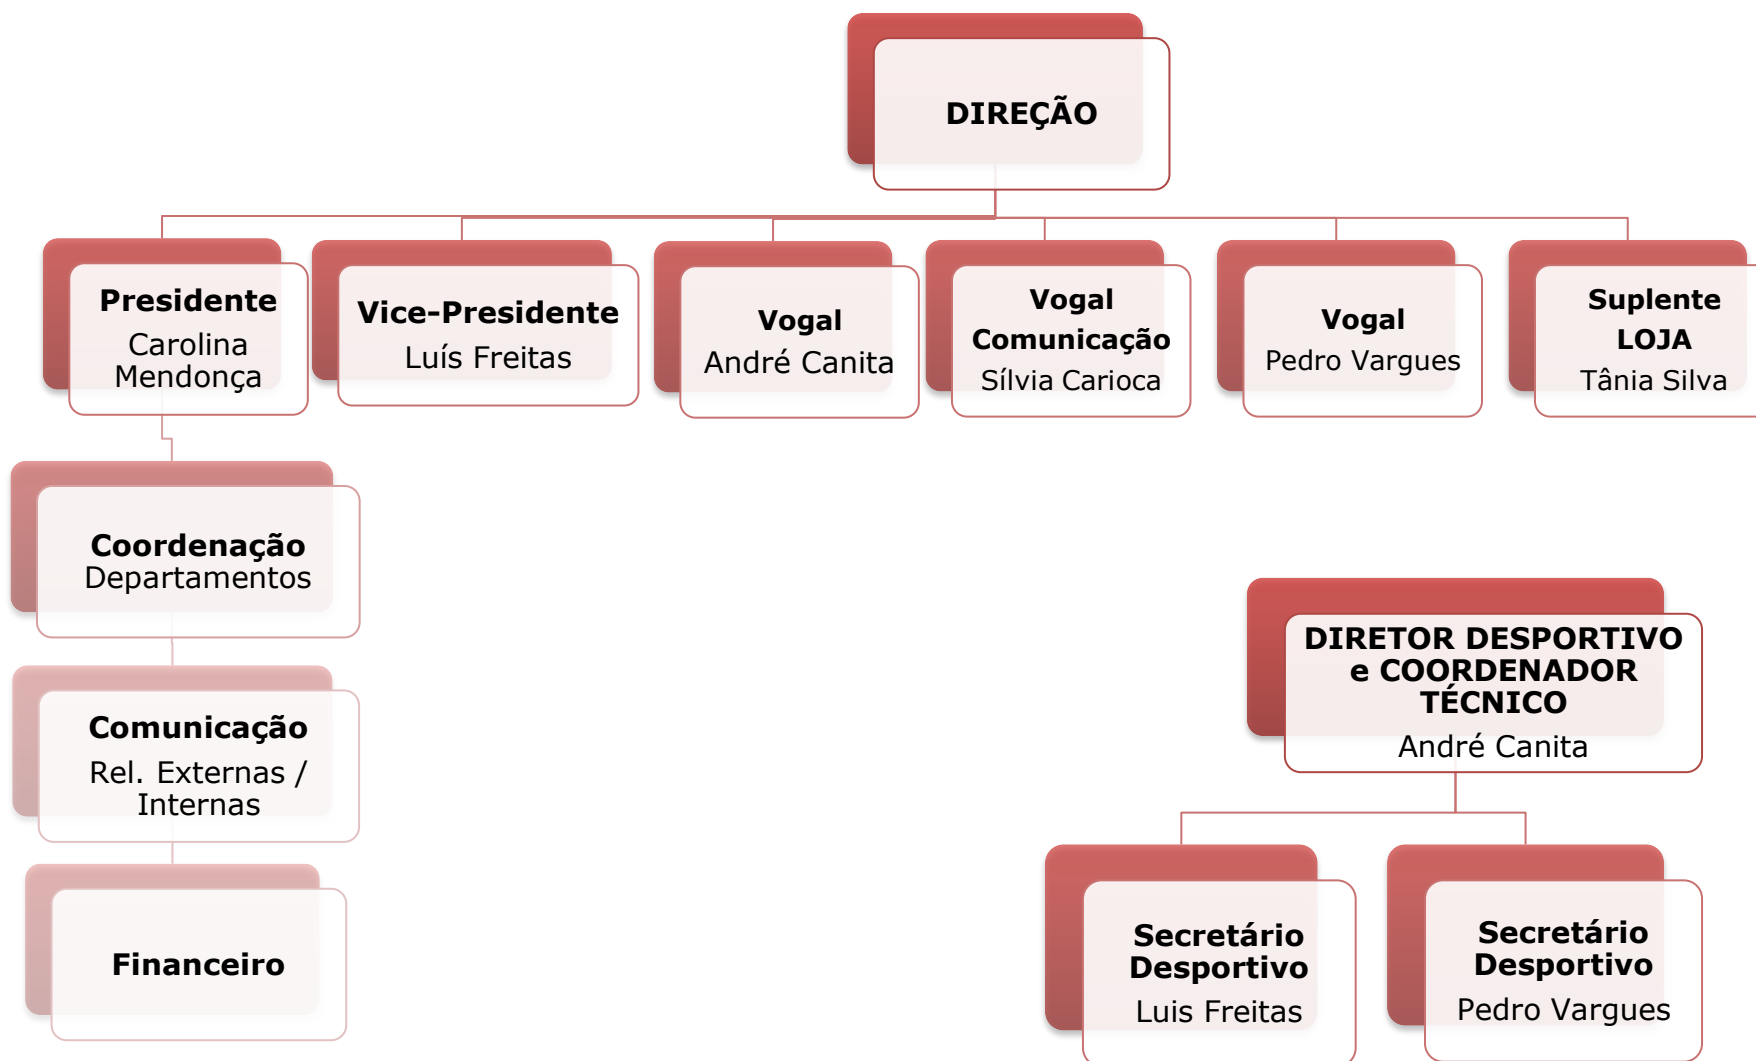 DIREÇÃO
Presidente
Carolina
Mendonça
Vice-Presidente
Luís Freitas
Vogal
André Canita
Vogal
Comunicação
Sílvia Carioca
Vogal
Pedro Vargues
Suplente
LOJA
Tânia Silva
Coordenação
Departamentos
Comunicação
Rel. Externas /
Internas
Financeiro
DIRETOR DESPORTIVO
e COORDENADOR
TÉCNICO
André Canita
Secretário
Desportivo
Luis Freitas
Secretário
Desportivo
Pedro Vargues